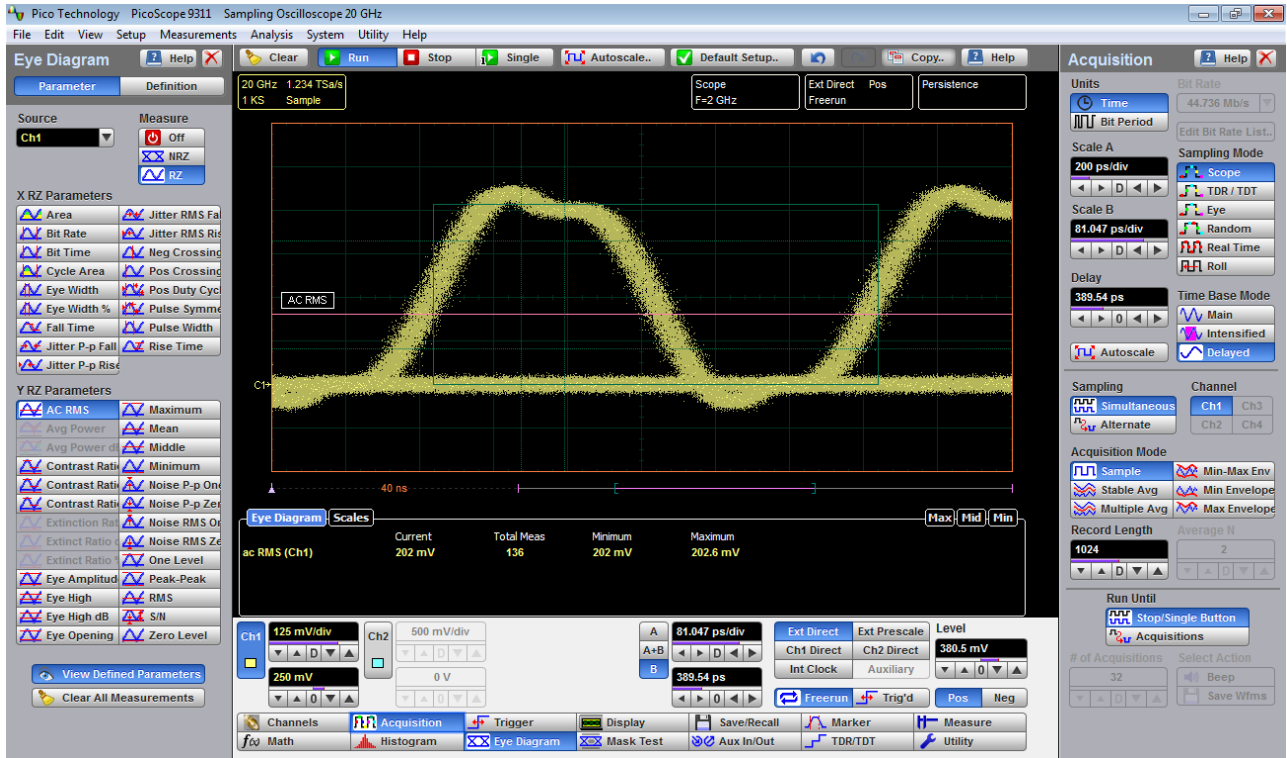 Pico Technology PicoScope 9311 Sampling Oscilloscope 20 GHz
File Edit View Setup Measurements Analysis System Utility Help
Eye Diagram Help
Parameter Definition
Source Measure
Ch1 Off
NRZ
RZ
X RZ Parameters
Area Jitter RMS Fal
Bit Rate Jitter RMS Ris
Bit Time Neg Crossing
Cycle Area Pos Crossing
Eye Width Pos Duty Cycl
Eye Width % Pulse Symme
Fall Time Pulse Width
Jitter P-p Fall Rise Time
Jitter P-p Rise
Y RZ Parameters
AC RMS Maximum
Avg Power Mean
Avg Power dB Middle
Contrast Rati Minimum
Contrast Rati Noise P-p One
Contrast Rati Noise P-p Zer
Extinction Rat Noise RMS On
Extinct Ratio Noise RMS Ze
Extinct Ratio One Level
Eye Amplitud Peak-Peak
Eye High RMS
Eye High dB S/N
Eye Opening Zero Level
View Defined Parameters
Clear All Measurements
Clear Run Stop Single Autoscale.. Default Setup.. Copy.. Help
20 GHz 1.234 TSa/s
1 KS Sample
Scope
F=2 GHz
Ext Direct Pos
Freerun
Persistence
AC RMS
C1
40 ns
Eye Diagram Scales Max Mid Min
Current Total Meas Minimum Maximum
ac RMS (Ch1) 202 mV 136 202 mV 202.6 mV
Ch1 125 mV/div Ch2 500 mV/div
D D
250 mV 0 V
0 0
A 81.047 ps/div
A+B D
B 389.54 ps
0
Ext Direct Ext Prescale Level
Ch1 Direct Ch2 Direct 380.5 mV
Int Clock Auxiliary 0
Freerun Trig'd Pos Neg
Channels Acquisition Trigger Display Save/Recall Marker Measure
f(x) Math Histogram Eye Diagram Mask Test Aux In/Out TDR/TDT Utility
Acquisition Help
Units Bit Rate
Time 44.736 Mb/s
Bit Period Edit Bit Rate List..
Scale A Sampling Mode
200 ps/div Scope
D TDR / TDT
Scale B Eye
81.047 ps/div Random
D Real Time
Roll
Delay
389.54 ps Time Base Mode
0 Main
Intensified
Autoscale Delayed
Sampling Channel
Simultaneous Ch1 Ch3
Alternate Ch2 Ch4
Acquisition Mode
Sample Min-Max Env
Stable Avg Min Envelope
Multiple Avg Max Envelope
Record Length Average N
1024 2
D D
Run Until
Stop/Single Button
Acquisitions
# of Acquisitions Select Action
32 Beep
D Save Wfms